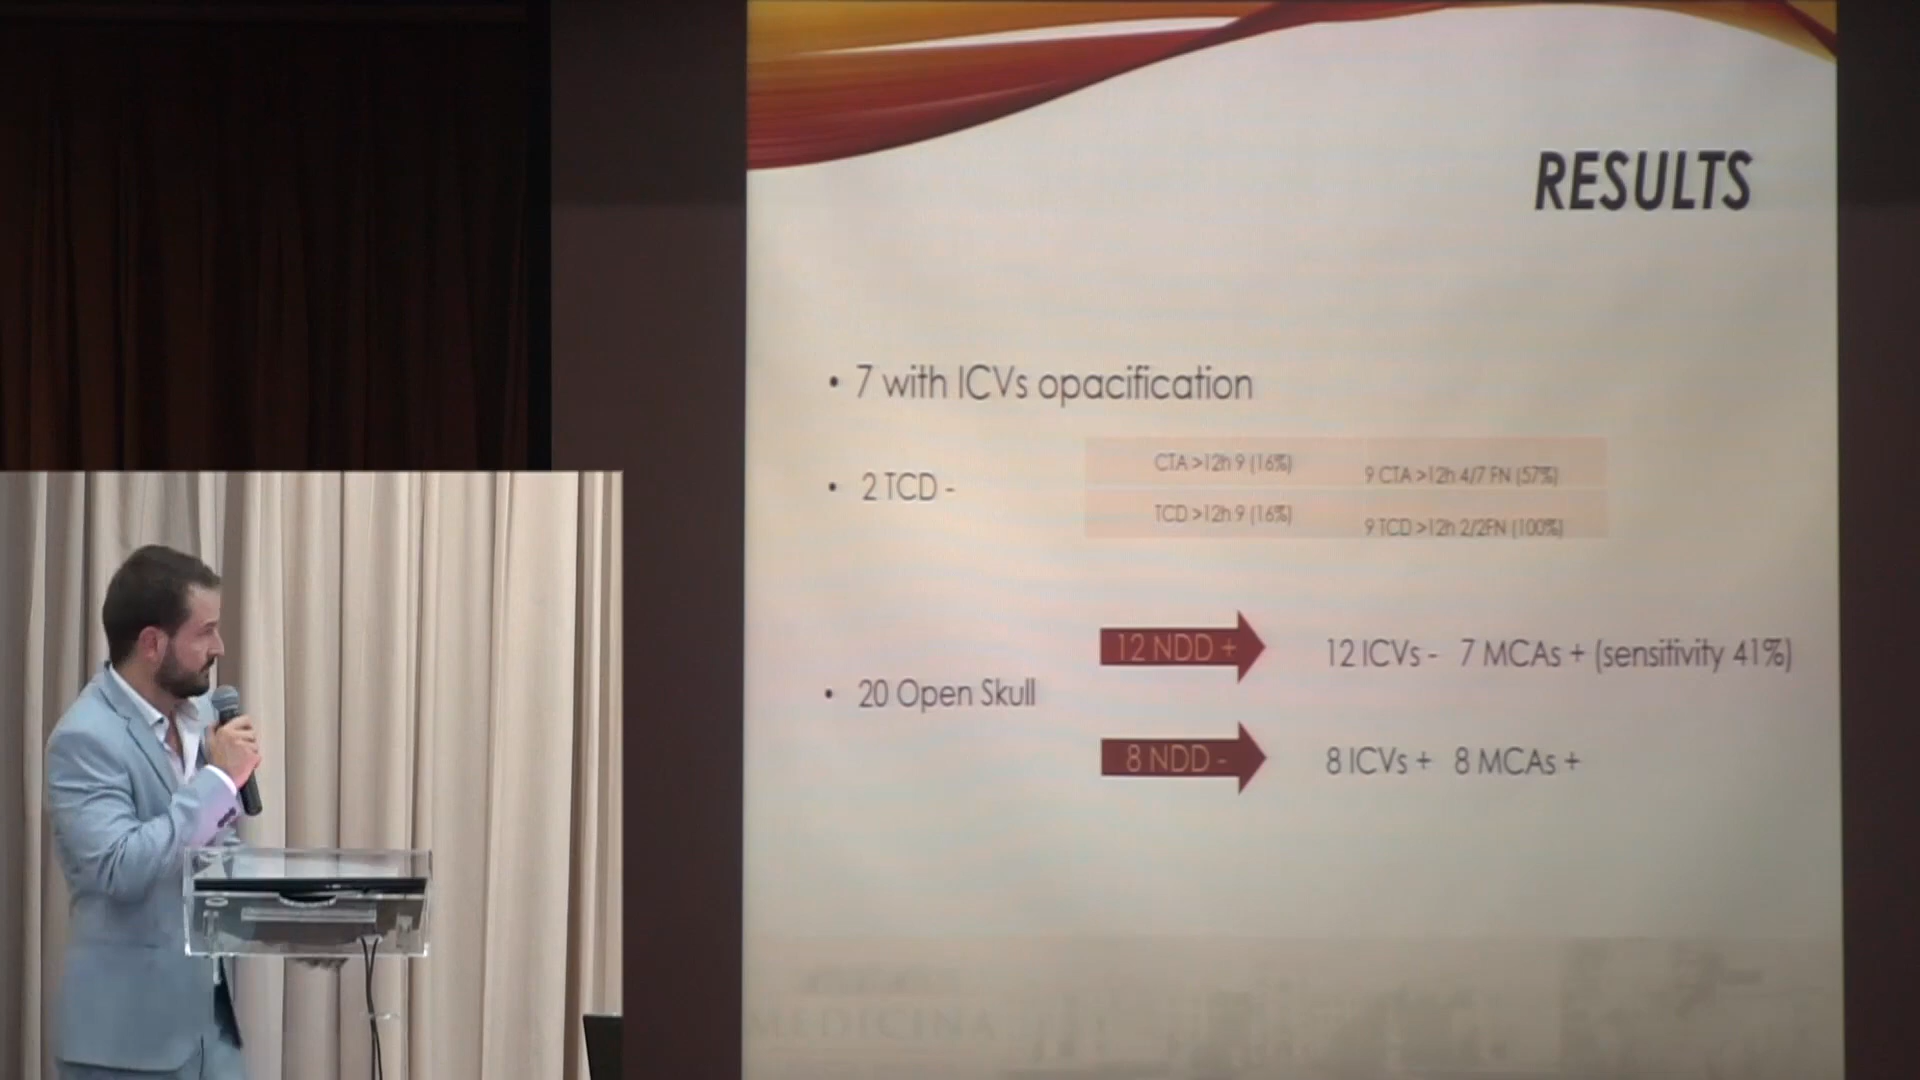 RESULTS
• 7 with ICVs opacification
• 2 TCD -
CTA >12h 9 (16%)
9 CTA >12h 4/7 FN (57%)
TCD >12h 9 (16%)
9 TCD >12h 2/2FN (100%)
• 20 Open Skull
12 NDD +
12 ICVs - 7 MCAs + (sensitivity 41%)
8 NDD -
8 ICVs + 8 MCAs +
MEDICINA